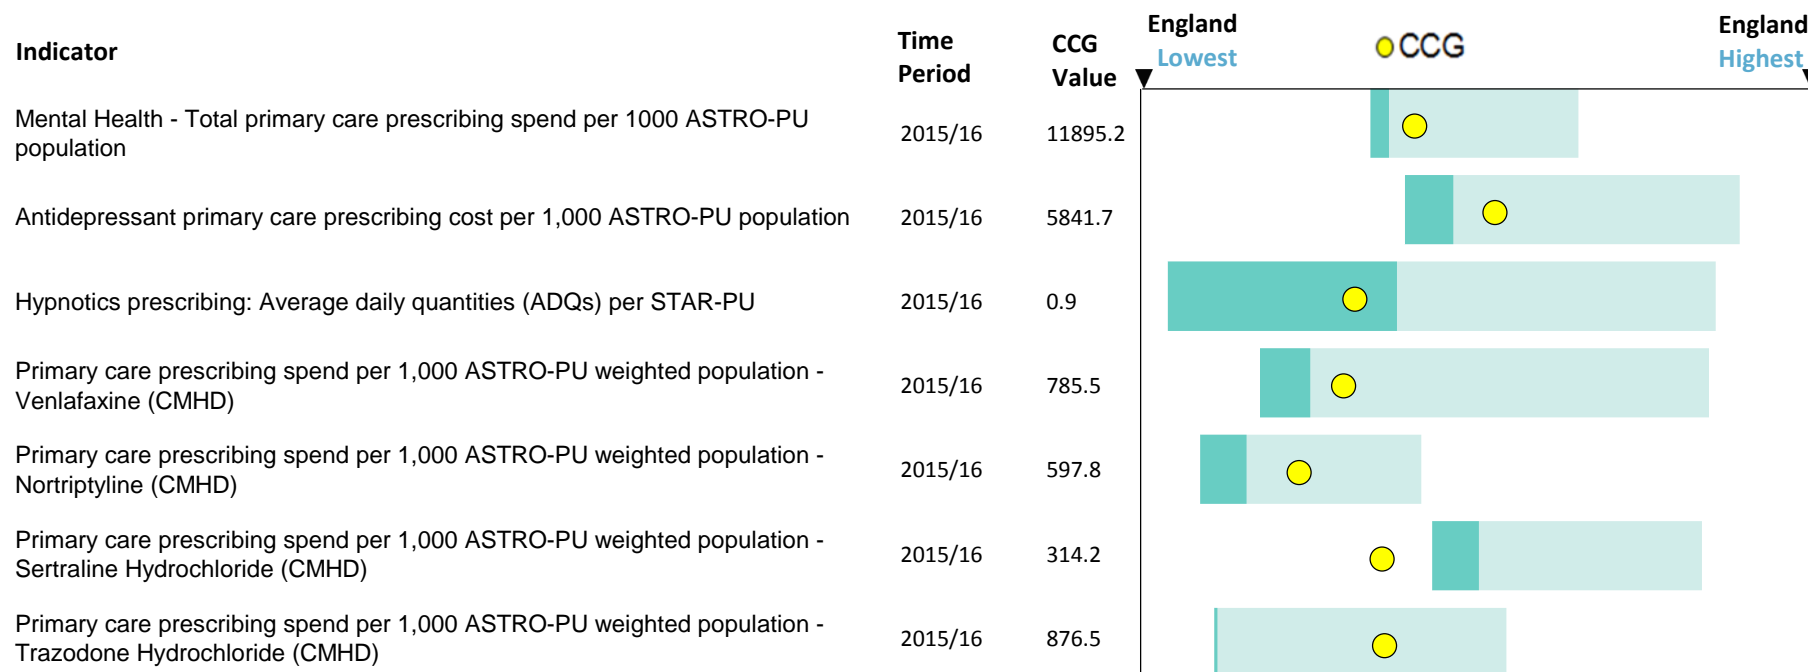 Indicator
Time
Period
CCG
Value
England
Lowest
CCG
England
Highest
Mental Health - Total primary care prescribing spend per 1000 ASTRO-PU
population
2015/16
11895.2
Antidepressant primary care prescribing cost per 1,000 ASTRO-PU population
2015/16
5841.7
Hypnotics prescribing: Average daily quantities (ADQs) per STAR-PU
2015/16
0.9
Primary care prescribing spend per 1,000 ASTRO-PU weighted population -
Venlafaxine (CMHD)
2015/16
785.5
Primary care prescribing spend per 1,000 ASTRO-PU weighted population -
Nortriptyline (CMHD)
2015/16
597.8
Primary care prescribing spend per 1,000 ASTRO-PU weighted population -
Sertraline Hydrochloride (CMHD)
2015/16
314.2
Primary care prescribing spend per 1,000 ASTRO-PU weighted population -
Trazodone Hydrochloride (CMHD)
2015/16
876.5